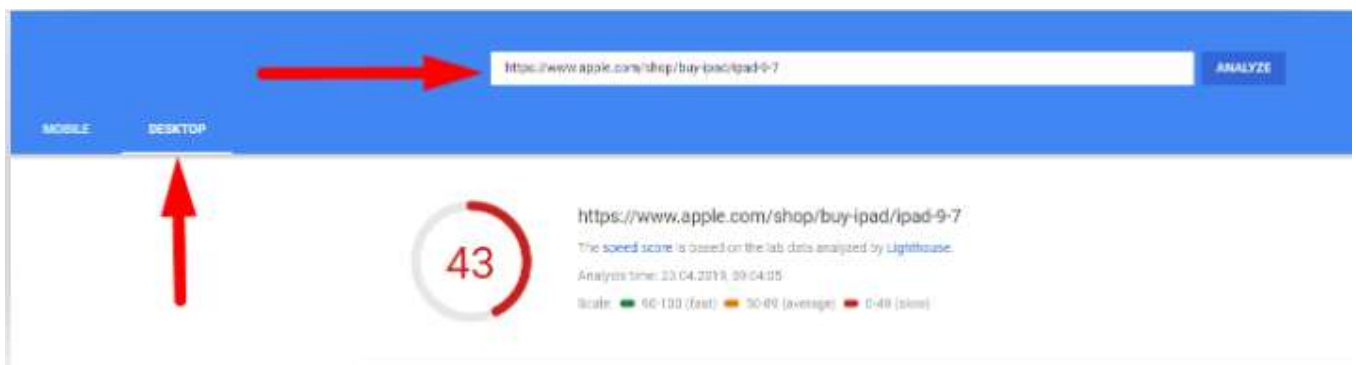 https://www.apple.com/shop/buy-ipad/ipad-9-7 ANALYZE
MOBILE DESKTOP
43
https://www.apple.com/shop/buy-ipad/ipad-9-7
The speed score is based on the lab data analyzed by Lighthouse.
Analysis time: 23.04.2019, 09:04:05
Scale: 90-100 (fast) 50-89 (average) 0-49 (slow)